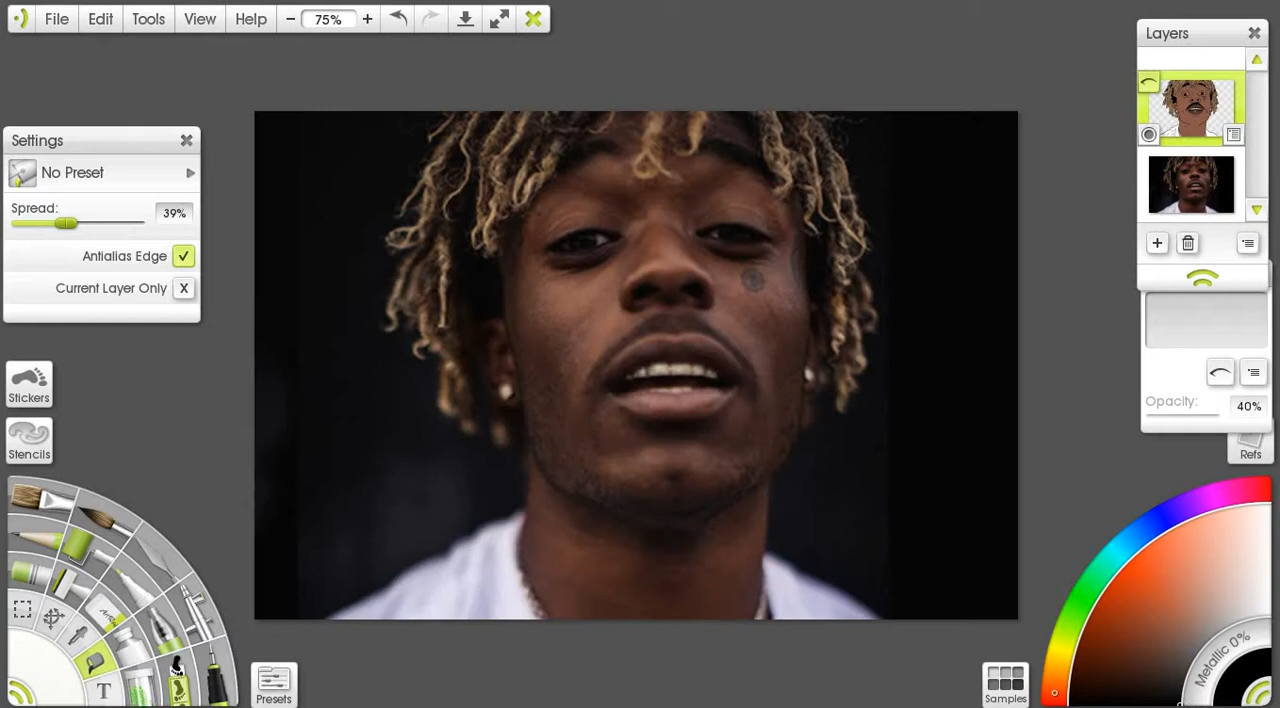 File Edit Tools View Help − 75% +
Layers
Settings
No Preset
Spread:
39%
Antialias Edge
Current Layer Only X
Stickers
Stencils
Opacity: 40%
Refs
T
Presets
Samples
Metallic 0%